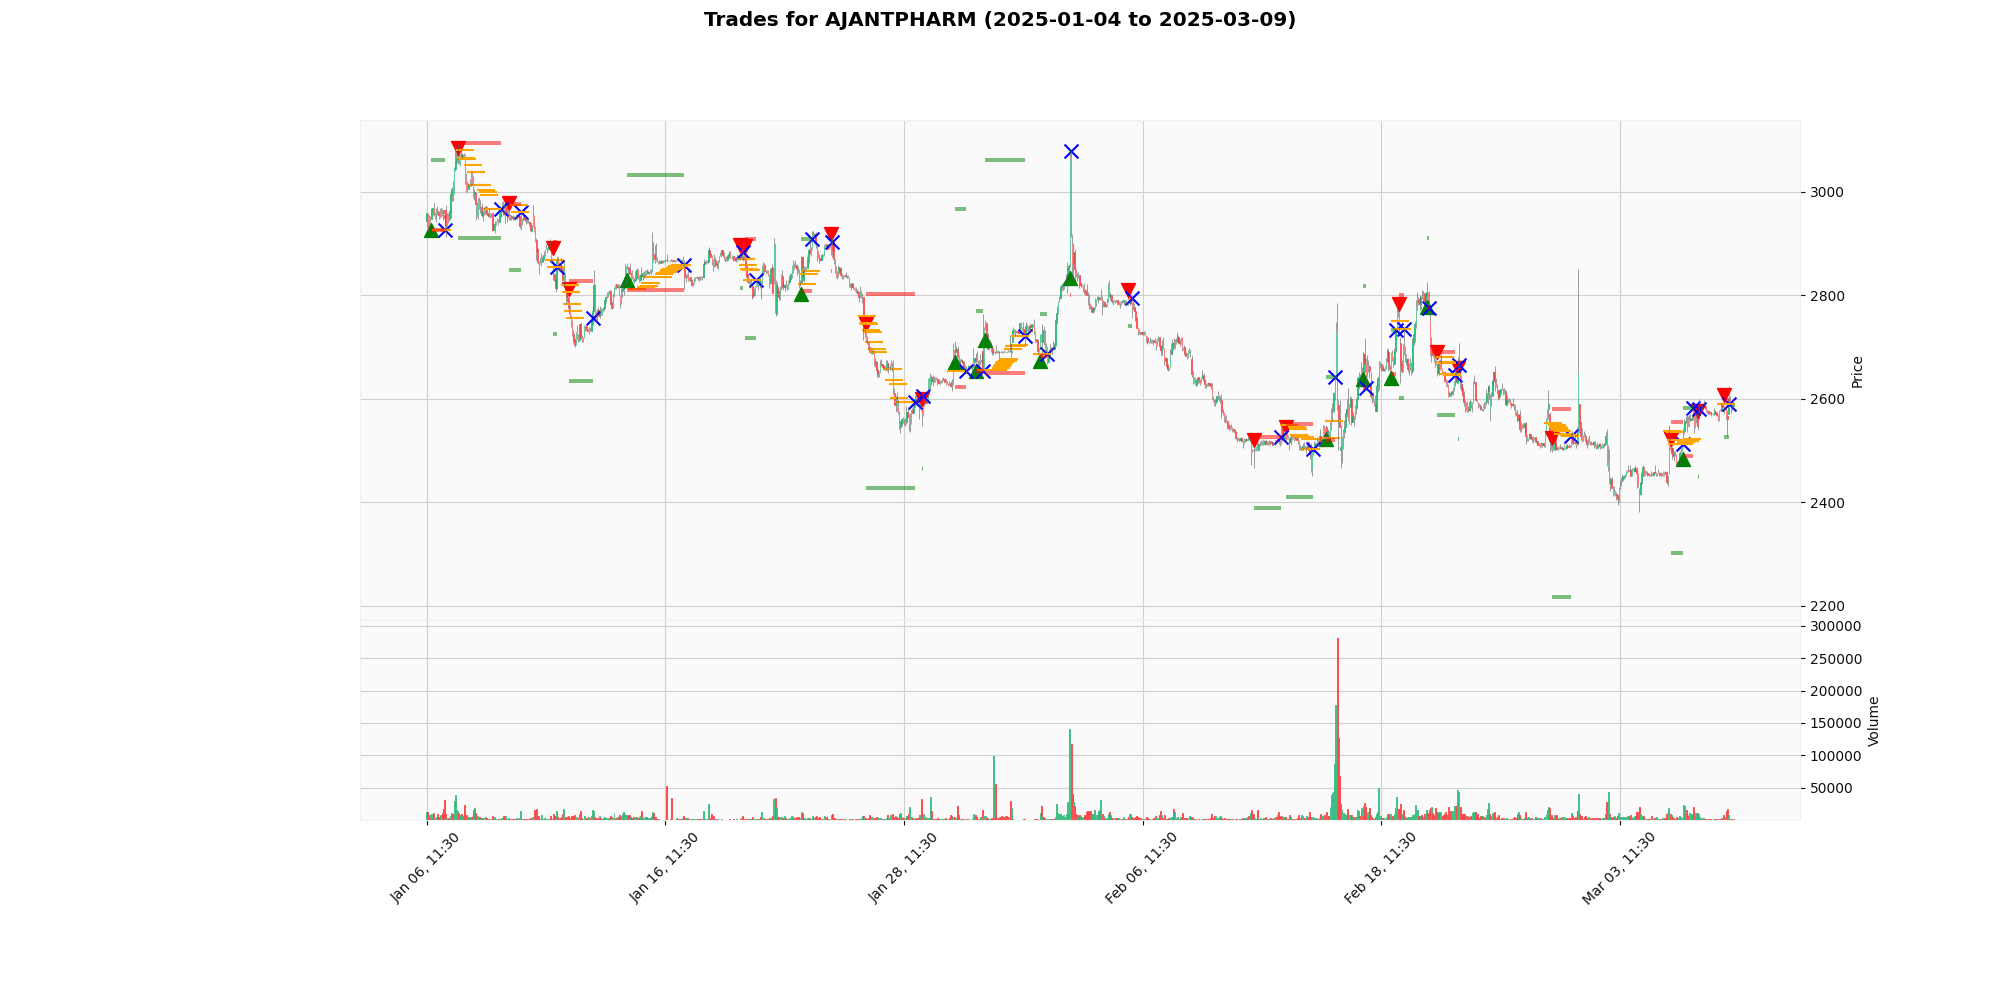 Trades for AJANTPHARM (2025-01-04 to 2025-03-09)
3000
2800
2600
2400
2200
Price
300000
250000
200000
150000
100000
50000
Volume
Jan 06, 11:30
Jan 16, 11:30
Jan 28, 11:30
Feb 06, 11:30
Feb 18, 11:30
Mar 03, 11:30